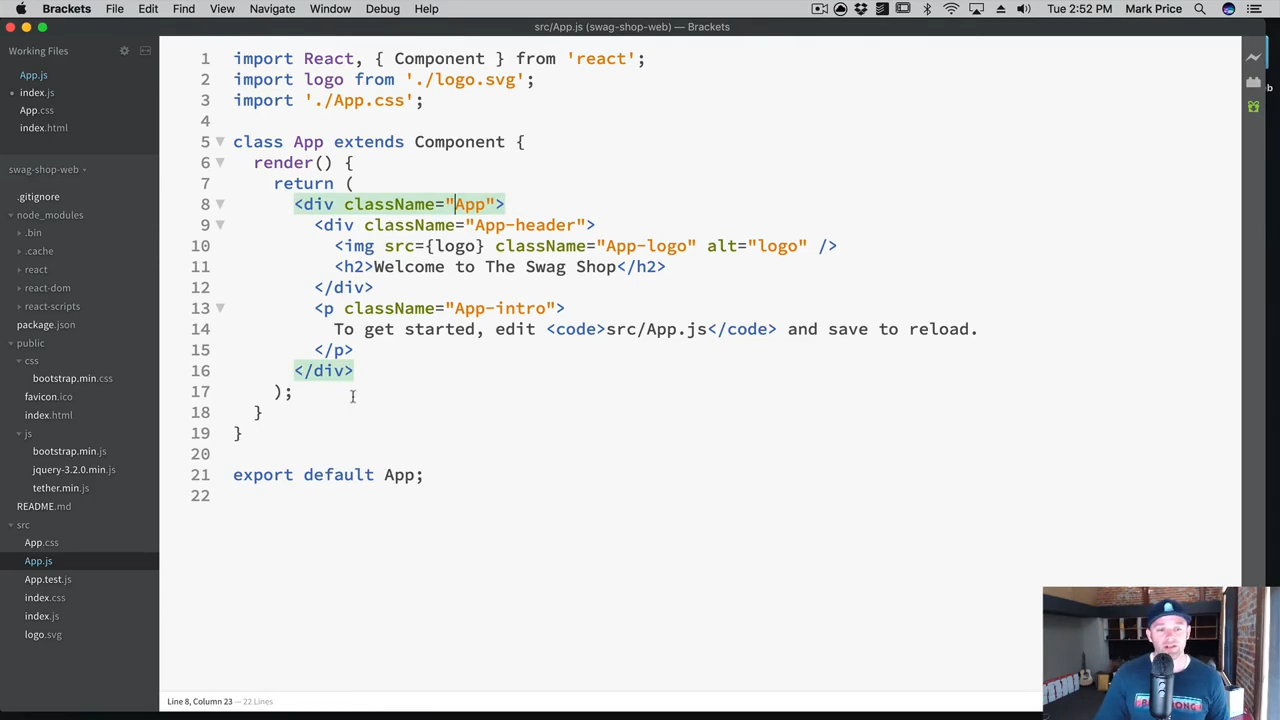 Brackets File Edit Find View Navigate Window Debug Help Tue 2:52 PM Mark Price
src/App.js (swag-shop-web) — Brackets
Working Files
App.js
index.js
App.css
index.html
swag-shop-web
.gitignore
node_modules
.bin
.cache
react
react-dom
react-scripts
package.json
public
css
bootstrap.min.css
favicon.ico
index.html
js
bootstrap.min.js
jquery-3.2.0.min.js
tether.min.js
README.md
src
App.css
App.js
App.test.js
index.css
index.js
logo.svg
1 import React, { Component } from 'react';
2 import logo from './logo.svg';
3 import './App.css';
4
5 class App extends Component {
6 render() {
7 return (
8 <div className="App">
9 <div className="App-header">
10 <img src={logo} className="App-logo" alt="logo" />
11 <h2>Welcome to The Swag Shop</h2>
12 </div>
13 <p className="App-intro">
14 To get started, edit <code>src/App.js</code> and save to reload.
15 </p>
16 </div>
17 );
18 }
19 }
20
21 export default App;
22
Line 8, Column 23 — 22 Lines